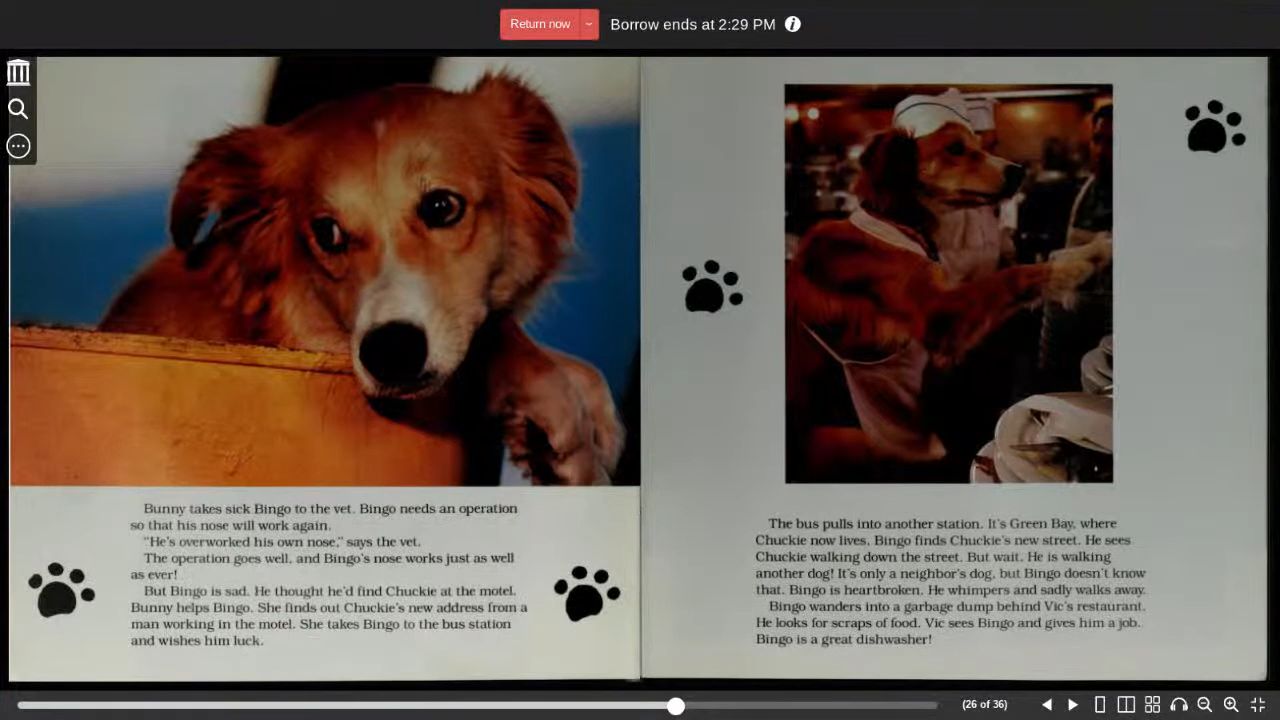 Return now
Borrow ends at 2:29 PM
Bunny takes sick Bingo to the vet. Bingo needs an operation
so that his nose will work again.
"He's overworked his own nose," says the vet.
The operation goes well, and Bingo's nose works just as well
as ever!
But Bingo is sad. He thought he'd find Chuckie at the motel.
Bunny helps Bingo. She finds out Chuckie's new address from a
man working in the motel. She takes Bingo to the bus station
and wishes him luck.
The bus pulls into another station. It's Green Bay, where
Chuckie now lives. Bingo finds Chuckie's new street. He sees
Chuckie walking down the street. But wait. He is walking
another dog! It's only a neighbor's dog, but Bingo doesn't know
that. Bingo is heartbroken. He whimpers and sadly walks away.
Bingo wanders into a garbage dump behind Vic's restaurant.
He looks for scraps of food. Vic sees Bingo and gives him a job.
Bingo is a great dishwasher!
(26 of 36)